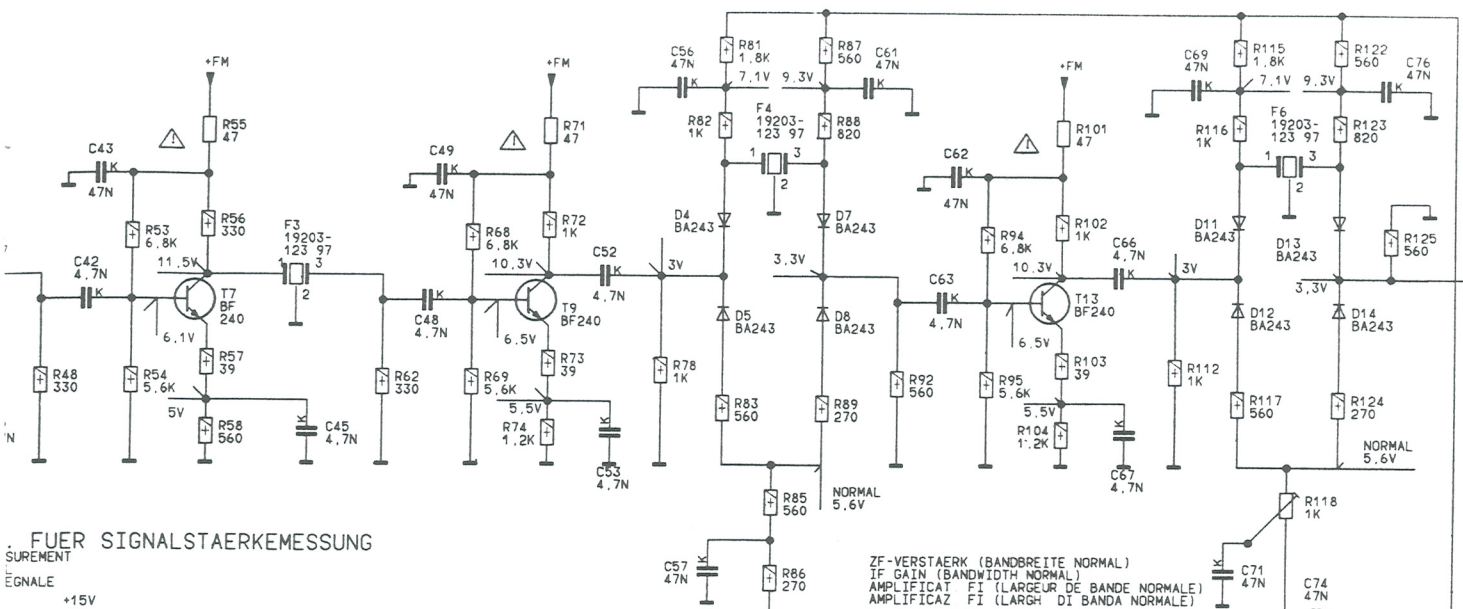 +FM
R55
47
C43
K
47N
R53
6,8K
R56
330
F3
19203-
123 97
1
3
2
11,5V
C42
4,7N
K
T7
BF
240
6,1V
R48
330
R54
5,6K
R57
39
5V
R58
560
K
C45
4,7N
+FM
R71
47
C49
K
47N
R68
6,8K
R72
1K
10,3V
C52
K
4,7N
C48
4,7N
K
T9
BF240
6,5V
R62
330
R69
5,6K
R73
39
5,5V
R74
1,2K
K
C53
4,7N
3V
R78
1K
C56
47N
K
R81
1,8K
7,1V
R82
1K
F4
19203-
123 97
1
3
2
R87
560
9,3V
K
C61
47N
R88
820
D4
BA243
D7
BA243
3,3V
D5
BA243
D8
BA243
R83
560
R89
270
R85
560
NORMAL
5,6V
C57
47N
K
R86
270
+FM
R101
47
C62
K
47N
R94
6,8K
R102
1K
10,3V
C66
4,7N
K
C63
K
4,7N
T13
BF240
6,5V
R92
560
R95
5,6K
R103
39
5,5V
R104
1,2K
K
C67
4,7N
3V
R112
1K
C69
47N
K
R115
1,8K
7,1V
R116
1K
F6
19203-
123 97
1
3
2
R122
560
9,3V
K
C76
47N
R123
820
D11
BA243
D13
BA243
R125
560
3,3V
D12
BA243
D14
BA243
R117
560
R124
270
NORMAL
5,6V
R118
1K
K
C71
47N
C74
47N
. FUER SIGNALSTAERKEMESSUNG
SUREMENT
EGNALE
+15V
ZF-VERSTAERK (BANDBREITE NORMAL)
IF GAIN (BANDWIDTH NORMAL)
AMPLIFICAT FI (LARGEUR DE BANDE NORMALE)
AMPLIFICAZ FI (LARGH DI BANDA NORMALE)